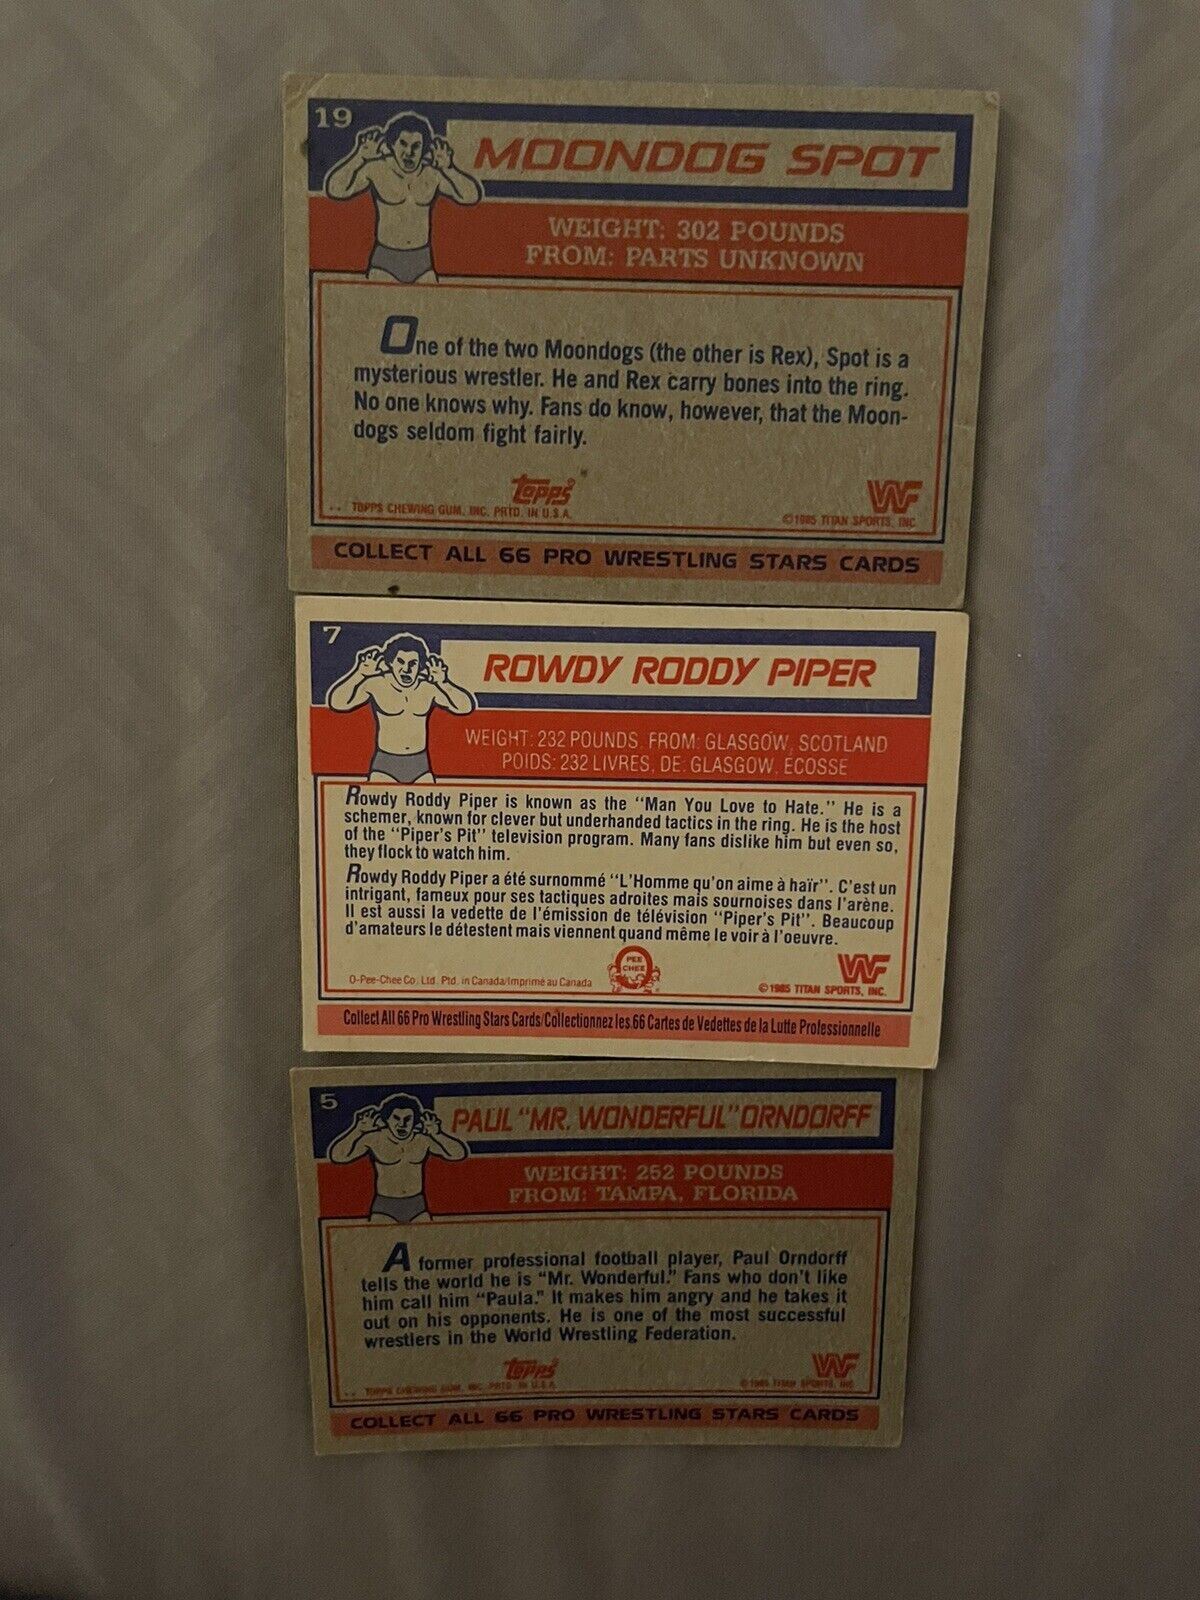 19
MOONDOG SPOT
WEIGHT: 302 POUNDS
FROM: PARTS UNKNOWN
One of the two Moondogs (the other is Rex), Spot is a
mysterious wrestler. He and Rex carry bones into the ring.
No one knows why. Fans do know, however, that the Moon-
dogs seldom fight fairly.
Topps®
WF
* * TOPPS CHEWING GUM, INC. PRTD. IN U.S.A.
©1985 TITAN SPORTS, INC.
COLLECT ALL 66 PRO WRESTLING STARS CARDS
7
ROWDY RODDY PIPER
WEIGHT: 232 POUNDS. FROM: GLASGOW, SCOTLAND
POIDS: 232 LIVRES, DE: GLASGOW, ECOSSE
Rowdy Roddy Piper is known as the "Man You Love to Hate." He is a
schemer, known for clever but underhanded tactics in the ring. He is the host
of the "Piper's Pit" television program. Many fans dislike him but even so,
they flock to watch him.
Rowdy Roddy Piper a été surnommé "L'Homme qu'on aime à haïr". C'est un
intrigant, fameux pour ses tactiques adroites mais sournoises dans l'arène.
Il est aussi la vedette de l'émission de télévision "Piper's Pit". Beaucoup
d'amateurs le détestent mais viennent quand même le voir à l'oeuvre.
O-Pee-Chee Co. Ltd. Ptd. in Canada/Imprimé au Canada
PEE
CHEE
WF
©1985 TITAN SPORTS, INC.
Collect All 66 Pro Wrestling Stars Cards/Collectionnez les 66 Cartes de Vedettes de la Lutte Professionnelle
5
PAUL "MR. WONDERFUL" ORNDORFF
WEIGHT: 252 POUNDS
FROM: TAMPA, FLORIDA
A former professional football player, Paul Orndorff
tells the world he is "Mr. Wonderful." Fans who don't like
him call him "Paula." It makes him angry and he takes it
out on his opponents. He is one of the most successful
wrestlers in the World Wrestling Federation.
Topps®
WF
* * TOPPS CHEWING GUM, INC. PRTD. IN U.S.A.
©1985 TITAN SPORTS, INC.
COLLECT ALL 66 PRO WRESTLING STARS CARDS